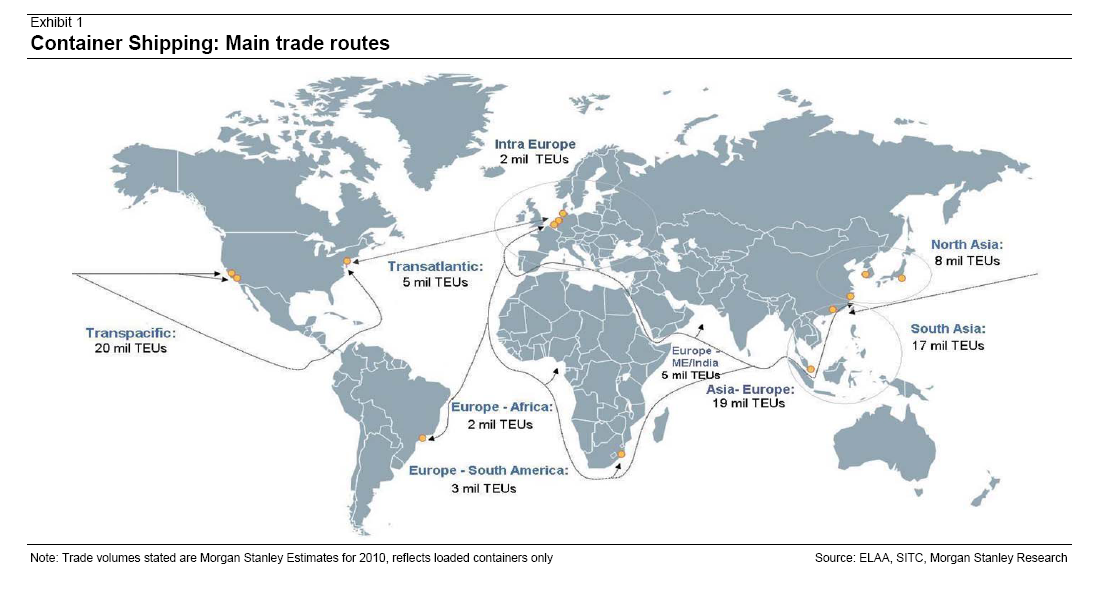 Exhibit 1
Container Shipping: Main trade routes
Intra Europe
2 mil TEUs
North Asia:
8 mil TEUs
Transatlantic:
5 mil TEUs
Transpacific:
20 mil TEUs
South Asia:
17 mil TEUs
Europe -
ME/India
5 mil TEUs
Asia- Europe:
19 mil TEUs
Europe - Africa:
2 mil TEUs
Europe - South America:
3 mil TEUs
Note: Trade volumes stated are Morgan Stanley Estimates for 2010, reflects loaded containers only
Source: ELAA, SITC, Morgan Stanley Research